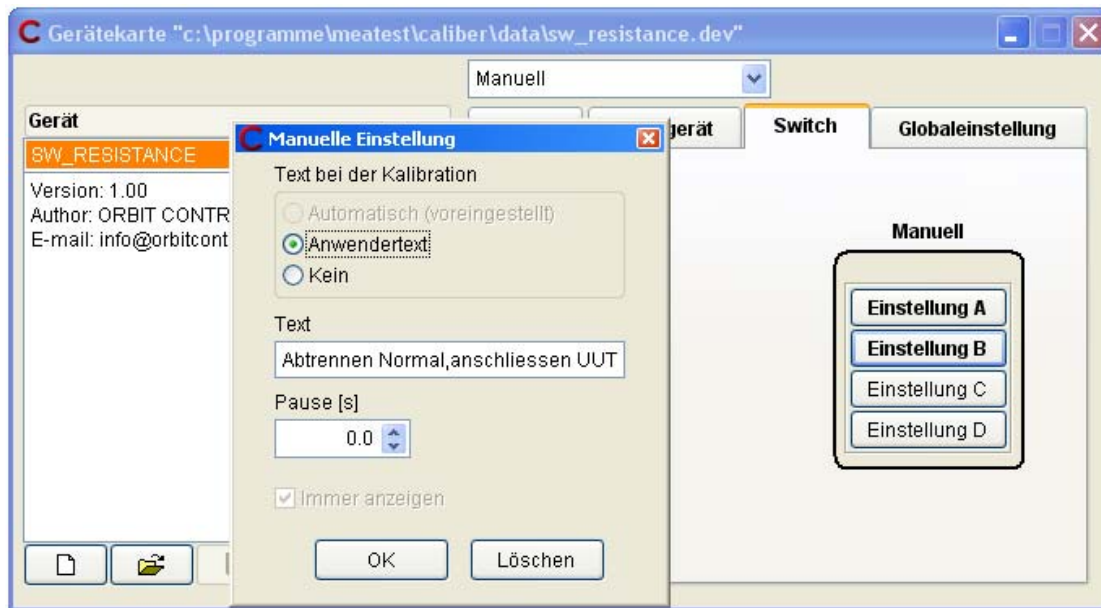 Gerätekarte "c:\programme\meatest\caliber\data\sw_resistance.dev"
Manuell
Gerät
SW_RESISTANCE
Version: 1.00
Author: ORBIT CONTR
E-mail: info@orbitcont
gerät
Switch
Globaleinstellung
Manuelle Einstellung
Text bei der Kalibration
Automatisch (voreingestellt)
Anwendertext
Kein
Text
Abtrennen Normal,anschliessen UUT
Pause [s]
0.0
Immer anzeigen
OK
Löschen
Manuell
Einstellung A
Einstellung B
Einstellung C
Einstellung D